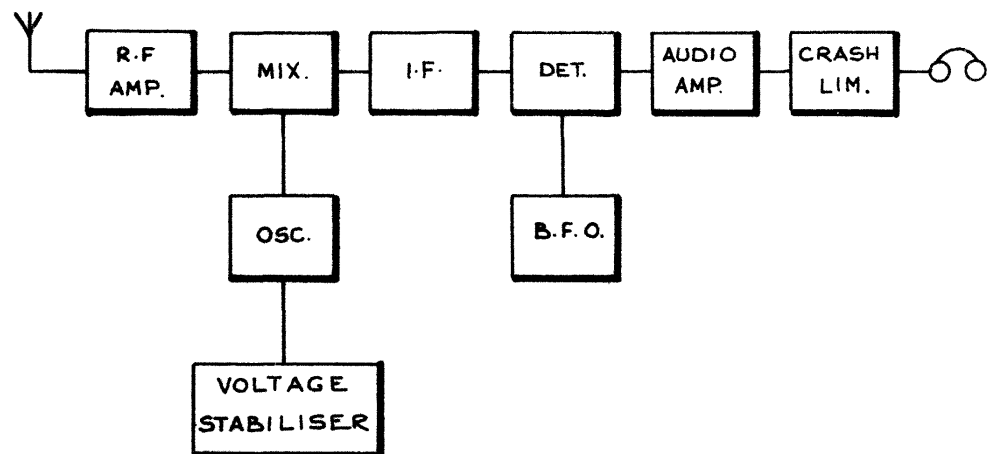 R.F
AMP.
MIX.
I.F.
DET.
AUDIO
AMP.
CRASH
LIM.
OSC.
B.F.O.
VOLTAGE
STABILISER